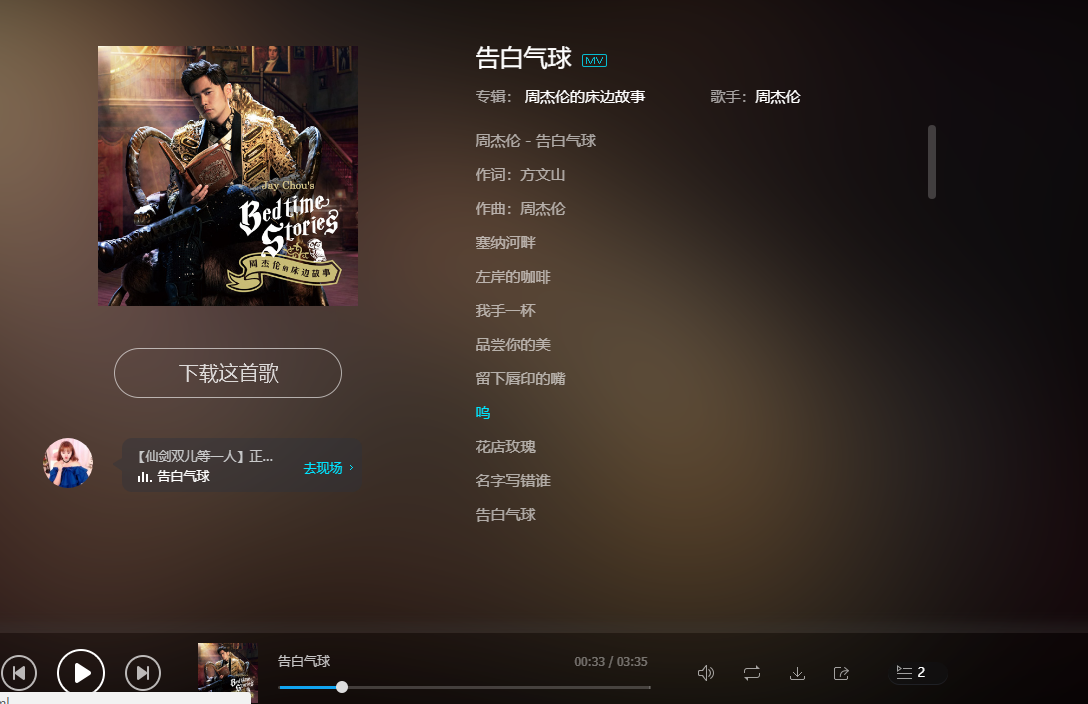 告白气球 MV
专辑： 周杰伦的床边故事 歌手：周杰伦
周杰伦 - 告白气球
作词：方文山
作曲：周杰伦
塞纳河畔
左岸的咖啡
我手一杯
品尝你的美
留下唇印的嘴
呜
花店玫瑰
名字写错谁
告白气球
Jay Chou's
Bedtime
Stories
周杰伦的床边故事
下载这首歌
【仙剑双儿等一人】正...
告白气球
去现场
告白气球
00:33 / 03:35
2